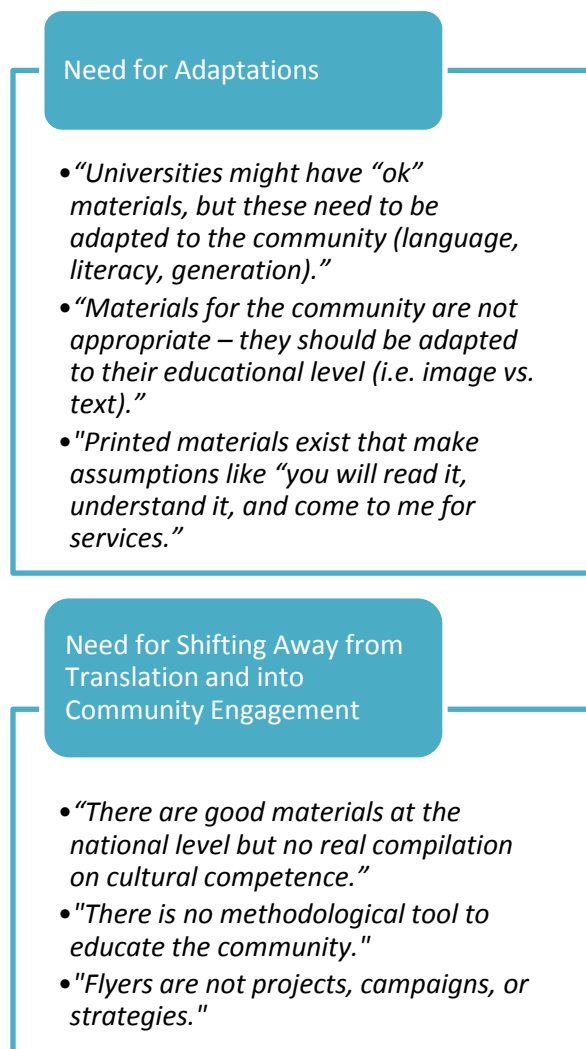 Need for Adaptations
•“Universities might have “ok”
materials, but these need to be
adapted to the community (language,
literacy, generation).”
•“Materials for the community are not
appropriate – they should be adapted
to their educational level (i.e. image vs.
text).”
•"Printed materials exist that make
assumptions like “you will read it,
understand it, and come to me for
services.”
Need for Shifting Away from
Translation and into
Community Engagement
•“There are good materials at the
national level but no real compilation
on cultural competence.”
•"There is no methodological tool to
educate the community."
•"Flyers are not projects, campaigns, or
strategies."